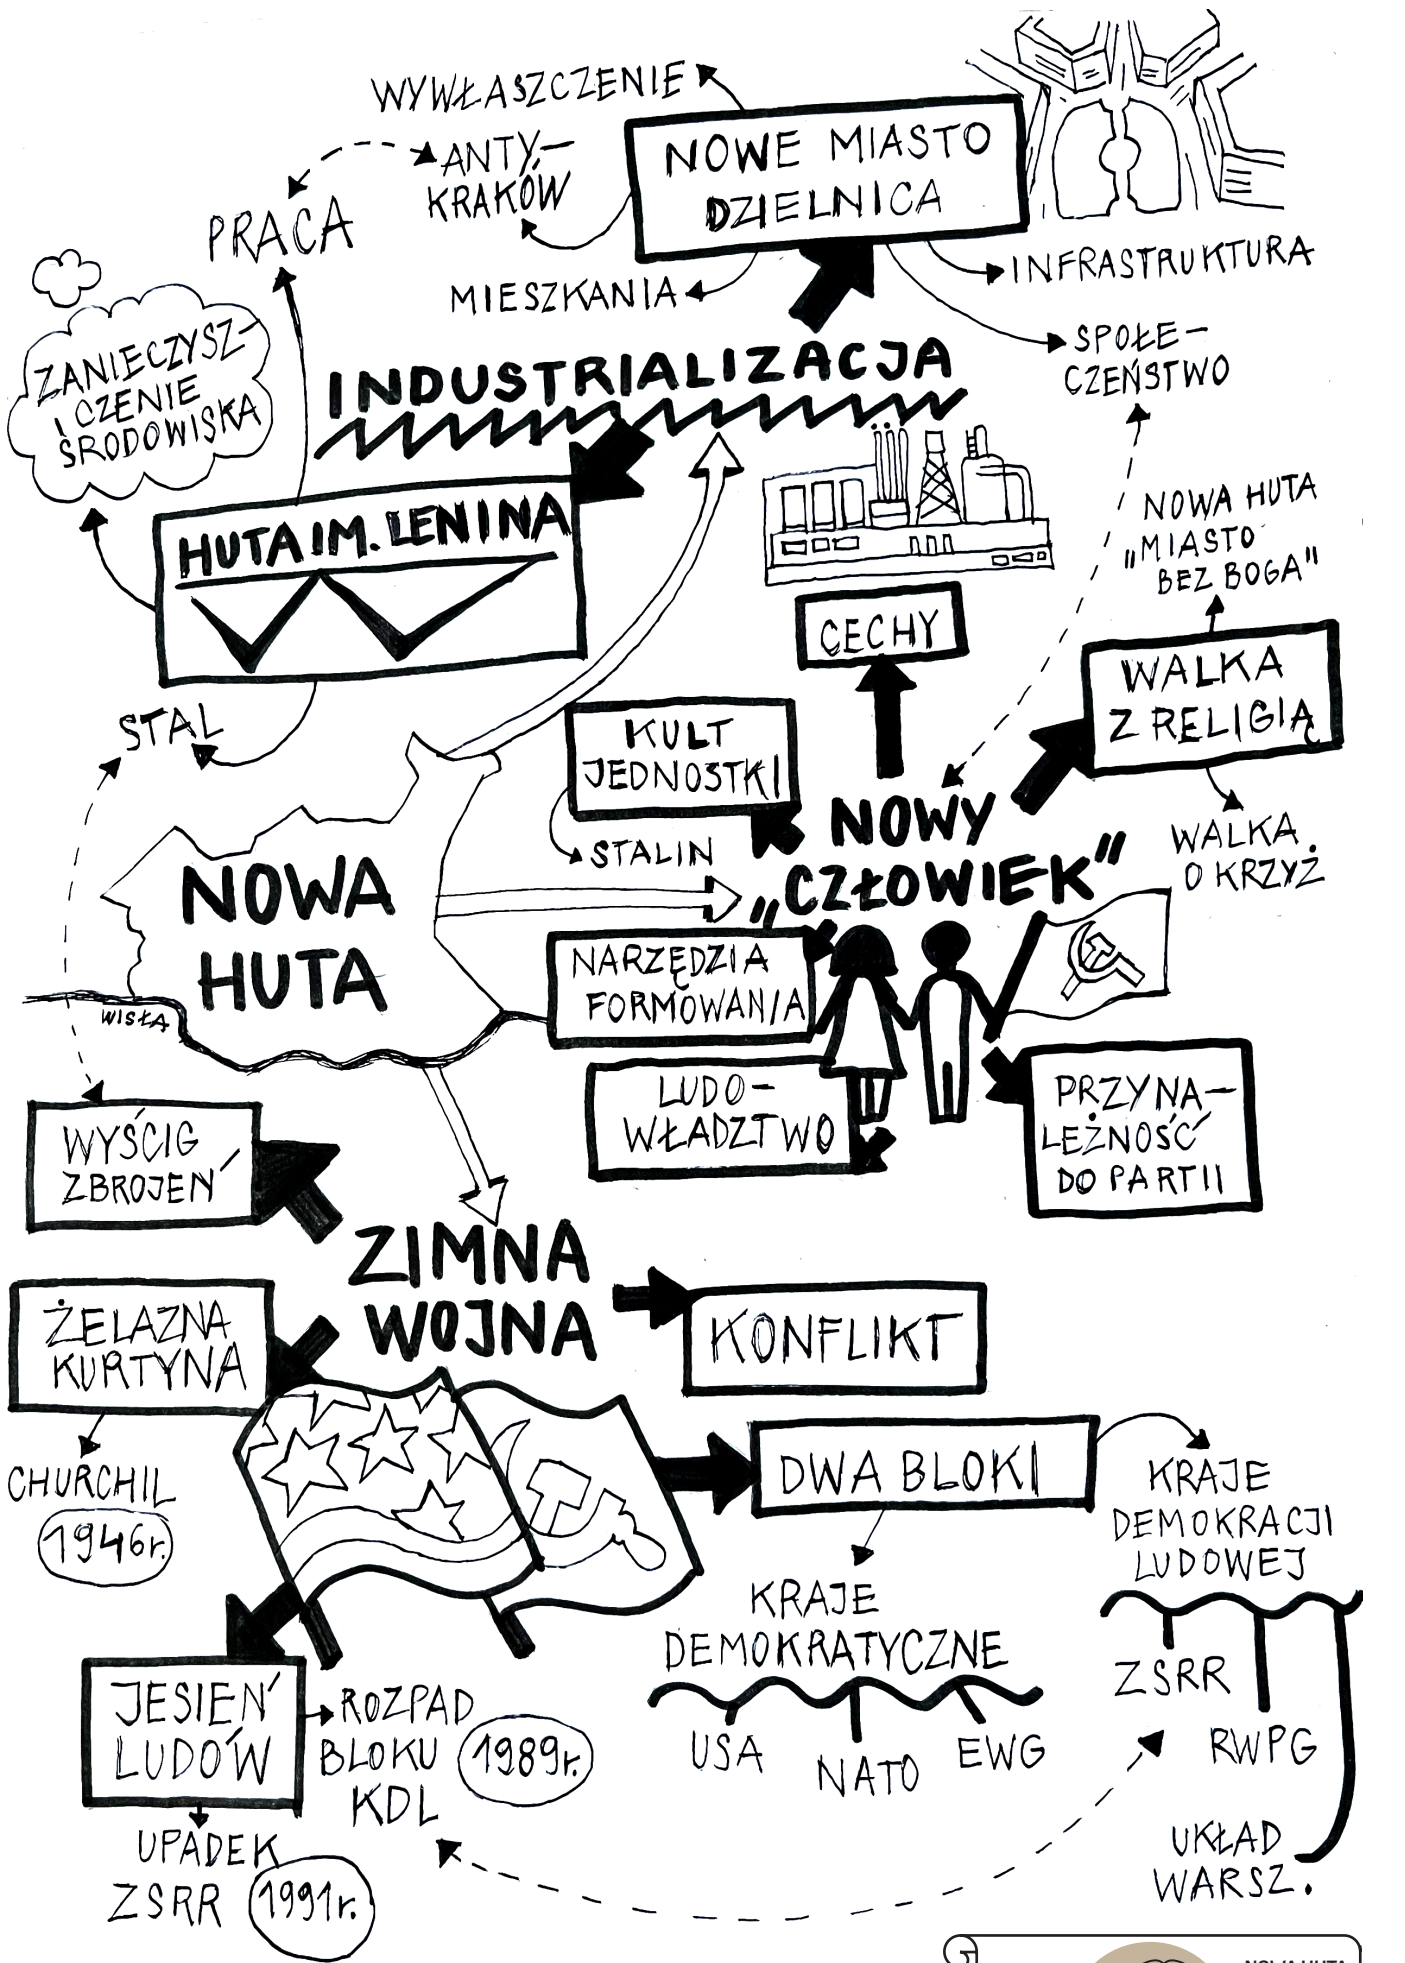 WYWŁASZCZENIE
ANTY-
KRAKÓW
NOWE MIASTO
DZIELNICA
PRACA
MIESZKANIA
INFRASTRUKTURA
SPOŁE-
CZEŃSTWO
ZANIECZYSZ-
CZENIE
ŚRODOWISKA
INDUSTRIALIZACJA
HUTA IM. LENINA
STAL
NOWA HUTA
„MIASTO
BEZ BOGA"
CECHY
WALKA
Z RELIGIĄ
KULT
JEDNOSTKI
STALIN
NOWY
„CZŁOWIEK"
WALKA
O KRZYŻ
NOWA
HUTA
WISŁA
NARZĘDZIA
FORMOWANIA
LUDO-
WŁADZTWO
PRZYNA-
LEŻNOŚĆ
DO PARTII
WYŚCIG
ZBROJEŃ
ZIMNA
WOJNA
ŻELAZNA
KURTYNA
KONFLIKT
CHURCHIL
1946r.
DWA BLOKI
KRAJE
DEMOKRACJI
LUDOWEJ
KRAJE
DEMOKRATYCZNE
ZSRR
RWPG
UKŁAD
WARSZ.
USA
NATO
EWG
JESIEŃ
LUDÓW
ROZPAD
BLOKU
KDL
1989r.
UPADEK
ZSRR
1991r.
NOWA HUTA